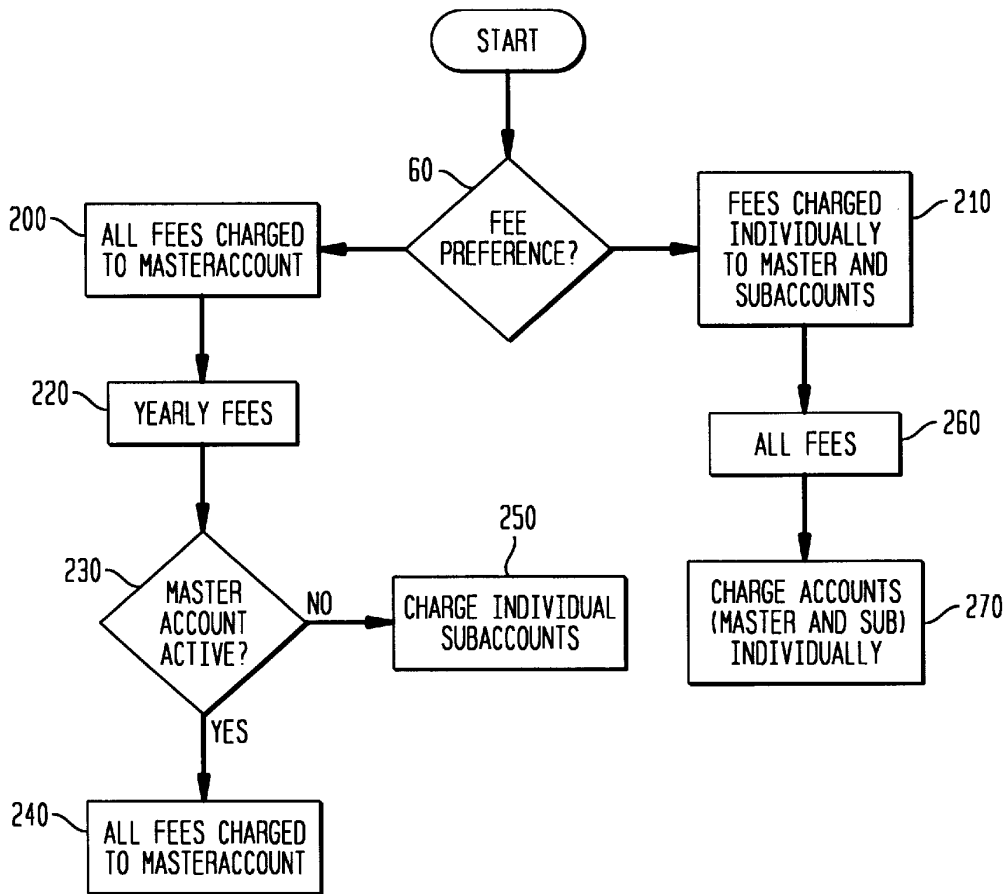 START
60
FEE
PREFERENCE?
200
ALL FEES CHARGED
TO MASTERACCOUNT
FEES CHARGED
INDIVIDUALLY
TO MASTER AND
SUBACCOUNTS
210
220
YEARLY FEES
ALL FEES
260
230
MASTER
ACCOUNT
ACTIVE?
NO
YES
250
CHARGE INDIVIDUAL
SUBACCOUNTS
CHARGE ACCOUNTS
(MASTER AND SUB)
INDIVIDUALLY
270
240
ALL FEES CHARGED
TO MASTERACCOUNT